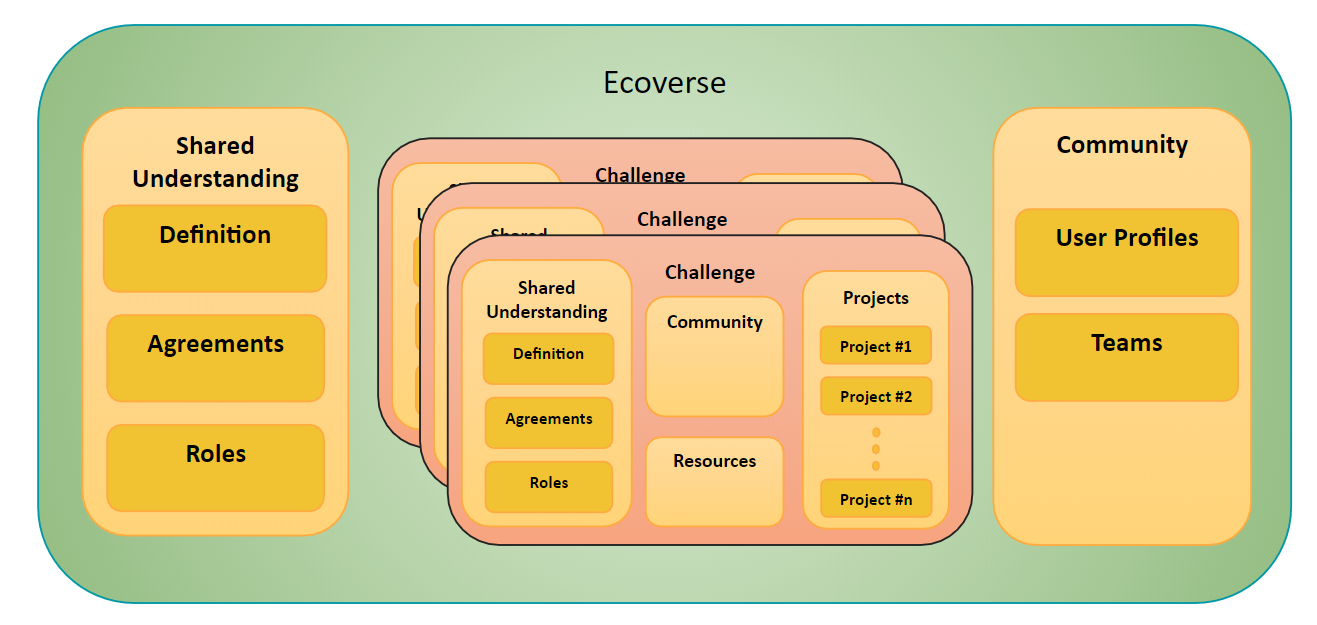 Ecoverse
Shared
Understanding
Definition
Agreements
Roles
Challenge
Challenge
Shared
Challenge
Shared
Understanding
Definition
Agreements
Roles
Community
Resources
Projects
Project #1
Project #2
Project #n
Community
User Profiles
Teams